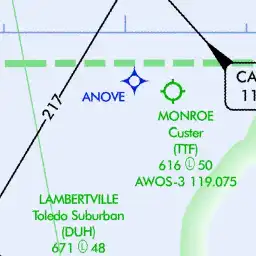 CA
11
217
ANOVE
MONROE
Custer
(TTF)
616 Ⓛ 50
AWOS-3 119.075
LAMBERTVILLE
Toledo Suburban
(DUH)
671 Ⓛ 48